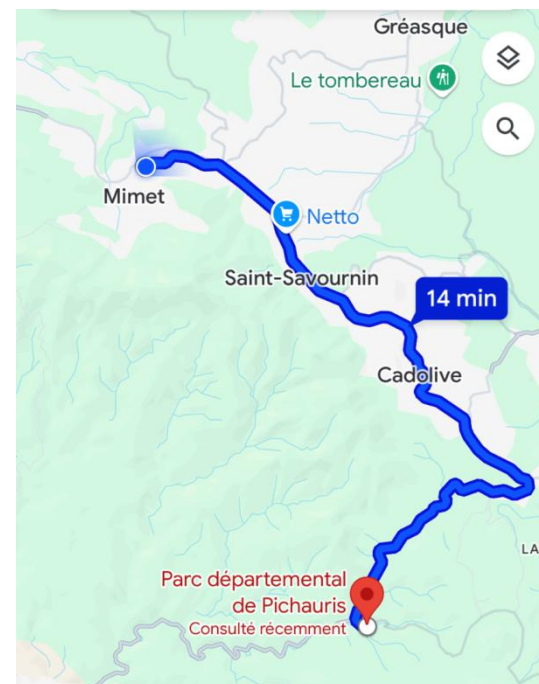 Gréasque
Le tombereau
Mimet
Netto
Saint-Savournin
14 min
Cadolive
LA
Parc départemental
de Pichauris
Consulté récemment